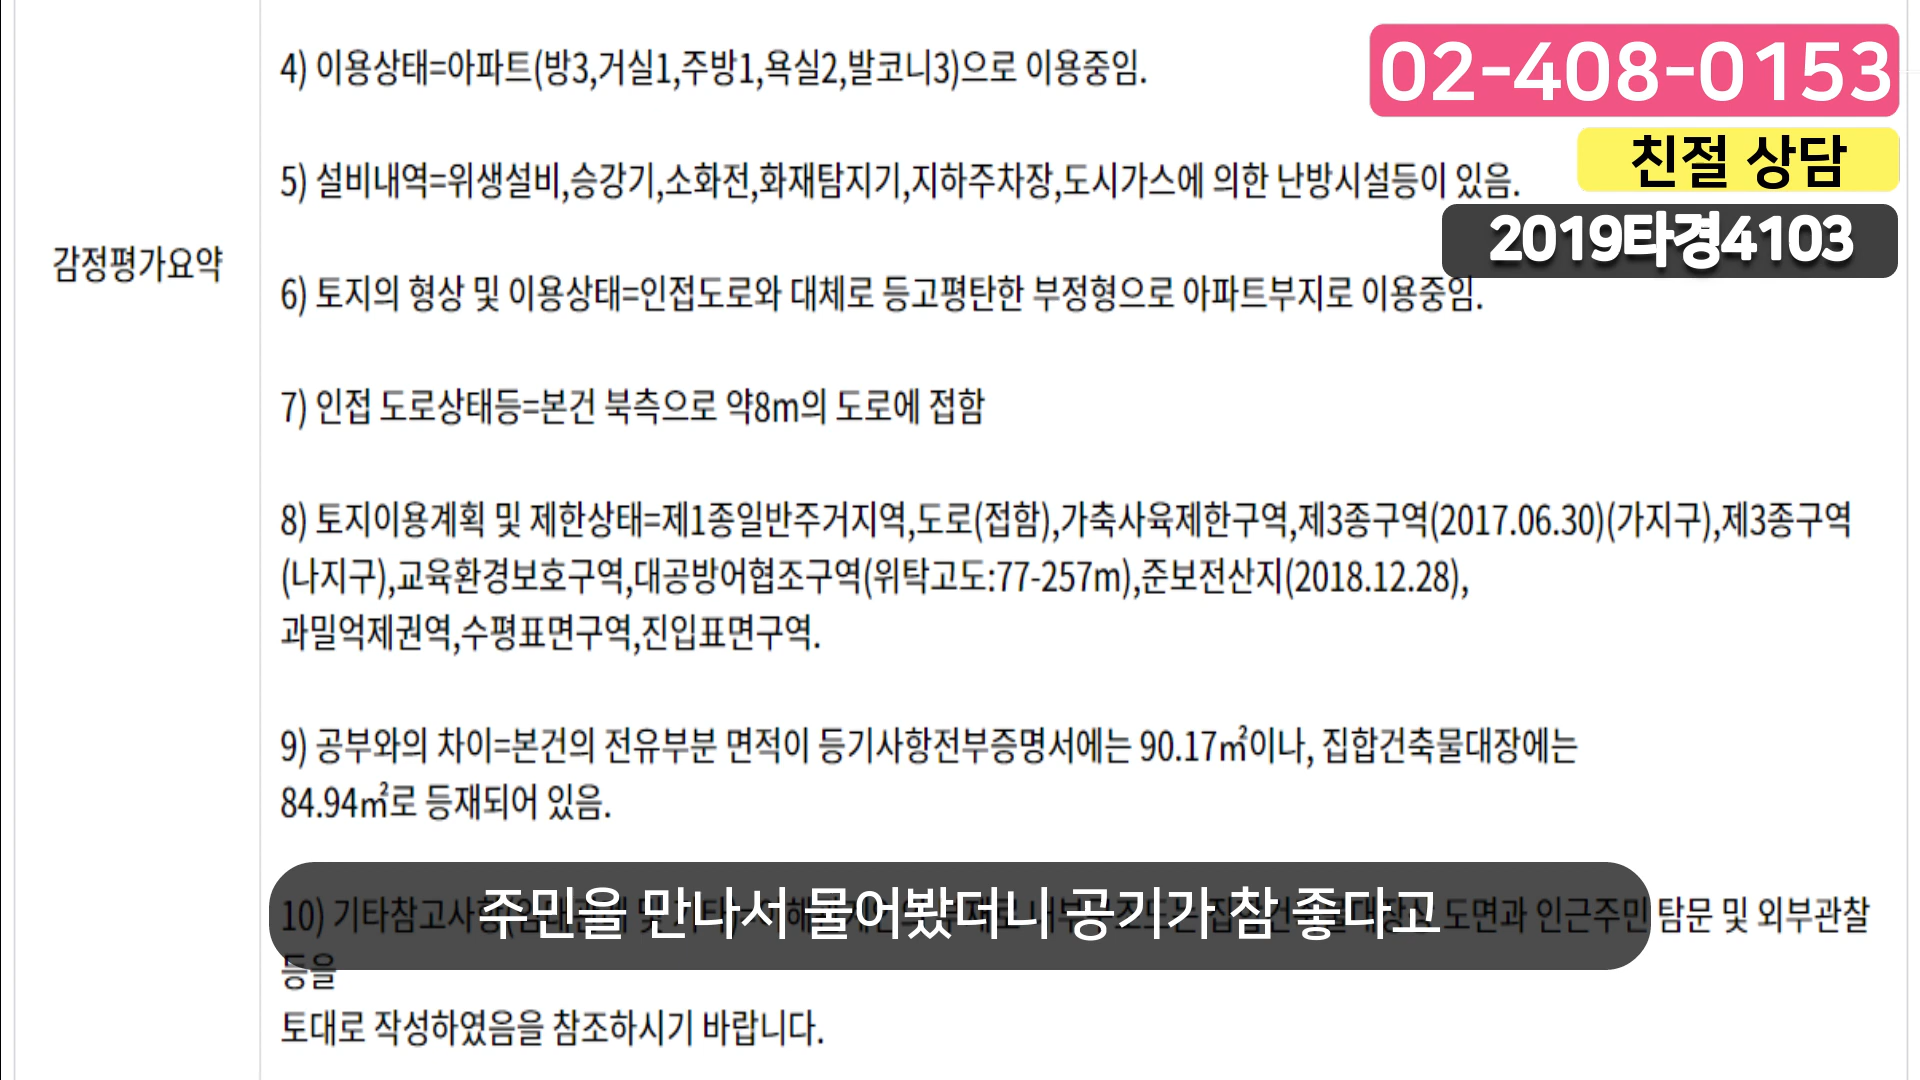 4) 이용상태=아파트(방3,거실1,주방1,욕실2,발코니3)으로 이용중임.
02-408-0153
친절 상담
5) 설비내역=위생설비,승강기,소화전,화재탐지기,지하주차장,도시가스에 의한 난방시설등이 있음.
2019타경4103
감정평가요약
6) 토지의 형상 및 이용상태=인접도로와 대체로 등고평탄한 부정형으로 아파트부지로 이용중임.
7) 인접 도로상태등=본건 북측으로 약8m의 도로에 접함
8) 토지이용계획 및 제한상태=제1종일반주거지역,도로(접함),가축사육제한구역,제3종구역(2017.06.30)(가지구),제3종구역
(나지구),교육환경보호구역,대공방어협조구역(위탁고도:77-257m),준보전산지(2018.12.28),
과밀억제권역,수평표면구역,진입표면구역.
9) 공부와의 차이=본건의 전유부분 면적이 등기사항전부증명서에는 90.17㎡이나, 집합건축물대장에는
84.94㎡로 등재되어 있음.
주민을 만나서 물어봤더니 공기가 참 좋다고
10) 기타참고사항 도면과 인근주민 탐문 및 외부관찰
등을
토대로 작성하였음을 참조하시기 바랍니다.